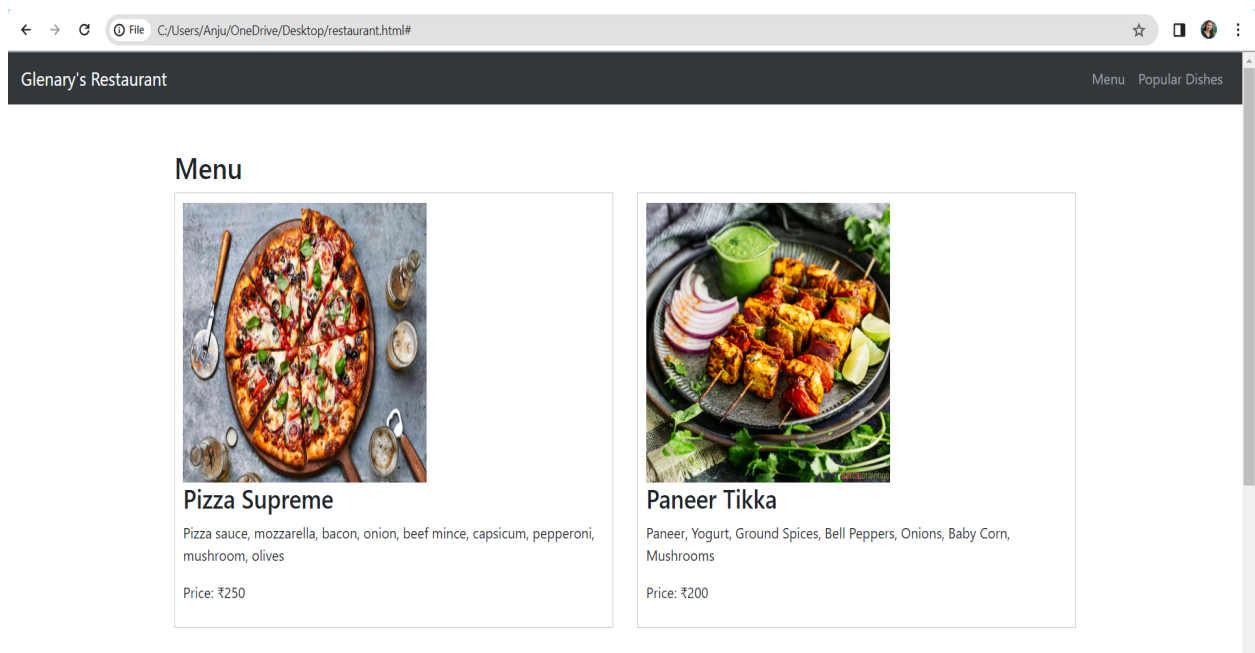 File C:/Users/Anju/OneDrive/Desktop/restaurant.html#
Glenary's Restaurant Menu Popular Dishes
Menu
Pizza Supreme
Pizza sauce, mozzarella, bacon, onion, beef mince, capsicum, pepperoni,
mushroom, olives
Price: ₹250
Paneer Tikka
Paneer, Yogurt, Ground Spices, Bell Peppers, Onions, Baby Corn,
Mushrooms
Price: ₹200